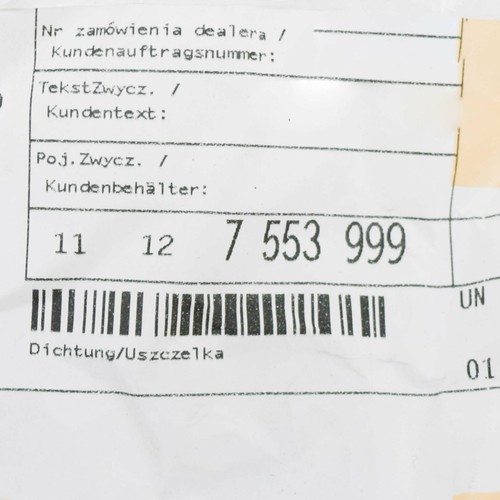 Nr zamówienia dealera /
Kundenauftragsnummer:
TekstZwycz. /
Kundentext:
Poj.Zwycz. /
Kundenbehälter:
11 12 7 553 999
UN
Dichtung/Uszczelka
01